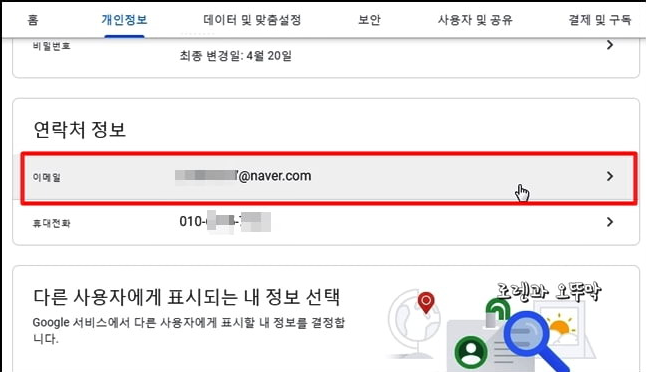 홈 개인정보 데이터 및 맞춤설정 보안 사용자 및 공유 결제 및 구독
비밀번호
최종 변경일: 4월 20일
연락처 정보
이메일 @naver.com
휴대전화 010-
다른 사용자에게 표시되는 내 정보 선택
Google 서비스에서 다른 사용자에게 표시할 내 정보를 결정합
니다.
로렌과 오뚜막